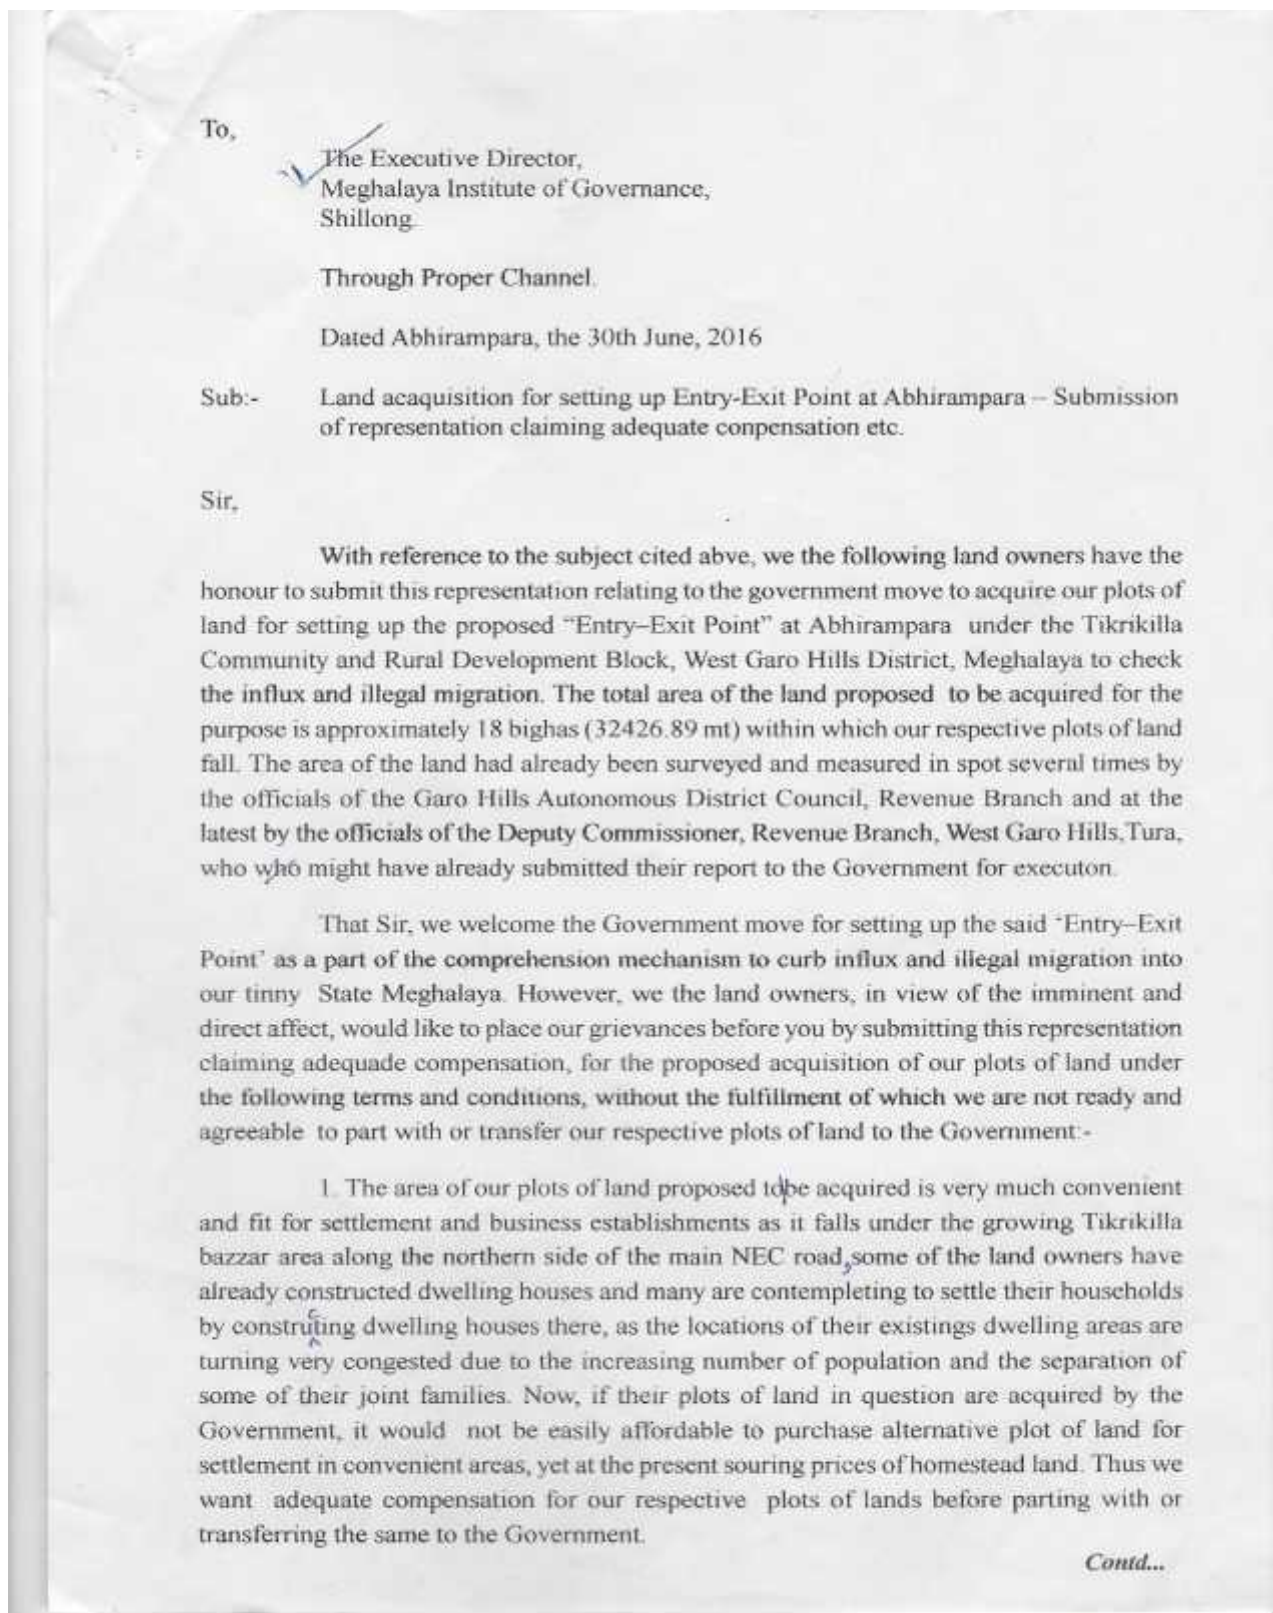 To,
The Executive Director,
Meghalaya Institute of Governance,
Shillong.
Through Proper Channel.
Dated Abhirampara, the 30th June, 2016
Sub:- Land acaquisition for setting up Entry-Exit Point at Abhirampara – Submission
of representation claiming adequate conpensation etc.
Sir,
With reference to the subject cited abve, we the following land owners have the
honour to submit this representation relating to the government move to acquire our plots of
land for setting up the proposed “Entry–Exit Point” at Abhirampara under the Tikrikilla
Community and Rural Development Block, West Garo Hills District, Meghalaya to check
the influx and illegal migration. The total area of the land proposed to be acquired for the
purpose is approximately 18 bighas (32426.89 mt) within which our respective plots of land
fall. The area of the land had already been surveyed and measured in spot several times by
the officials of the Garo Hills Autonomous District Council, Revenue Branch and at the
latest by the officials of the Deputy Commissioner, Revenue Branch, West Garo Hills,Tura,
who who might have already submitted their report to the Government for executon.
That Sir, we welcome the Government move for setting up the said ‘Entry–Exit
Point’ as a part of the comprehension mechanism to curb influx and illegal migration into
our tinny State Meghalaya. However, we the land owners, in view of the imminent and
direct affect, would like to place our grievances before you by submitting this representation
claiming adequade compensation, for the proposed acquisition of our plots of land under
the following terms and conditions, without the fulfillment of which we are not ready and
agreeable to part with or transfer our respective plots of land to the Government:-
1. The area of our plots of land proposed to be acquired is very much convenient
and fit for settlement and business establishments as it falls under the growing Tikrikilla
bazzar area along the northern side of the main NEC road, some of the land owners have
already constructed dwelling houses and many are contempleting to settle their households
by constructing dwelling houses there, as the locations of their existings dwelling areas are
turning very congested due to the increasing number of population and the separation of
some of their joint families. Now, if their plots of land in question are acquired by the
Government, it would not be easily affordable to purchase alternative plot of land for
settlement in convenient areas, yet at the present souring prices of homestead land. Thus we
want adequate compensation for our respective plots of lands before parting with or
transferring the same to the Government.
Contd...